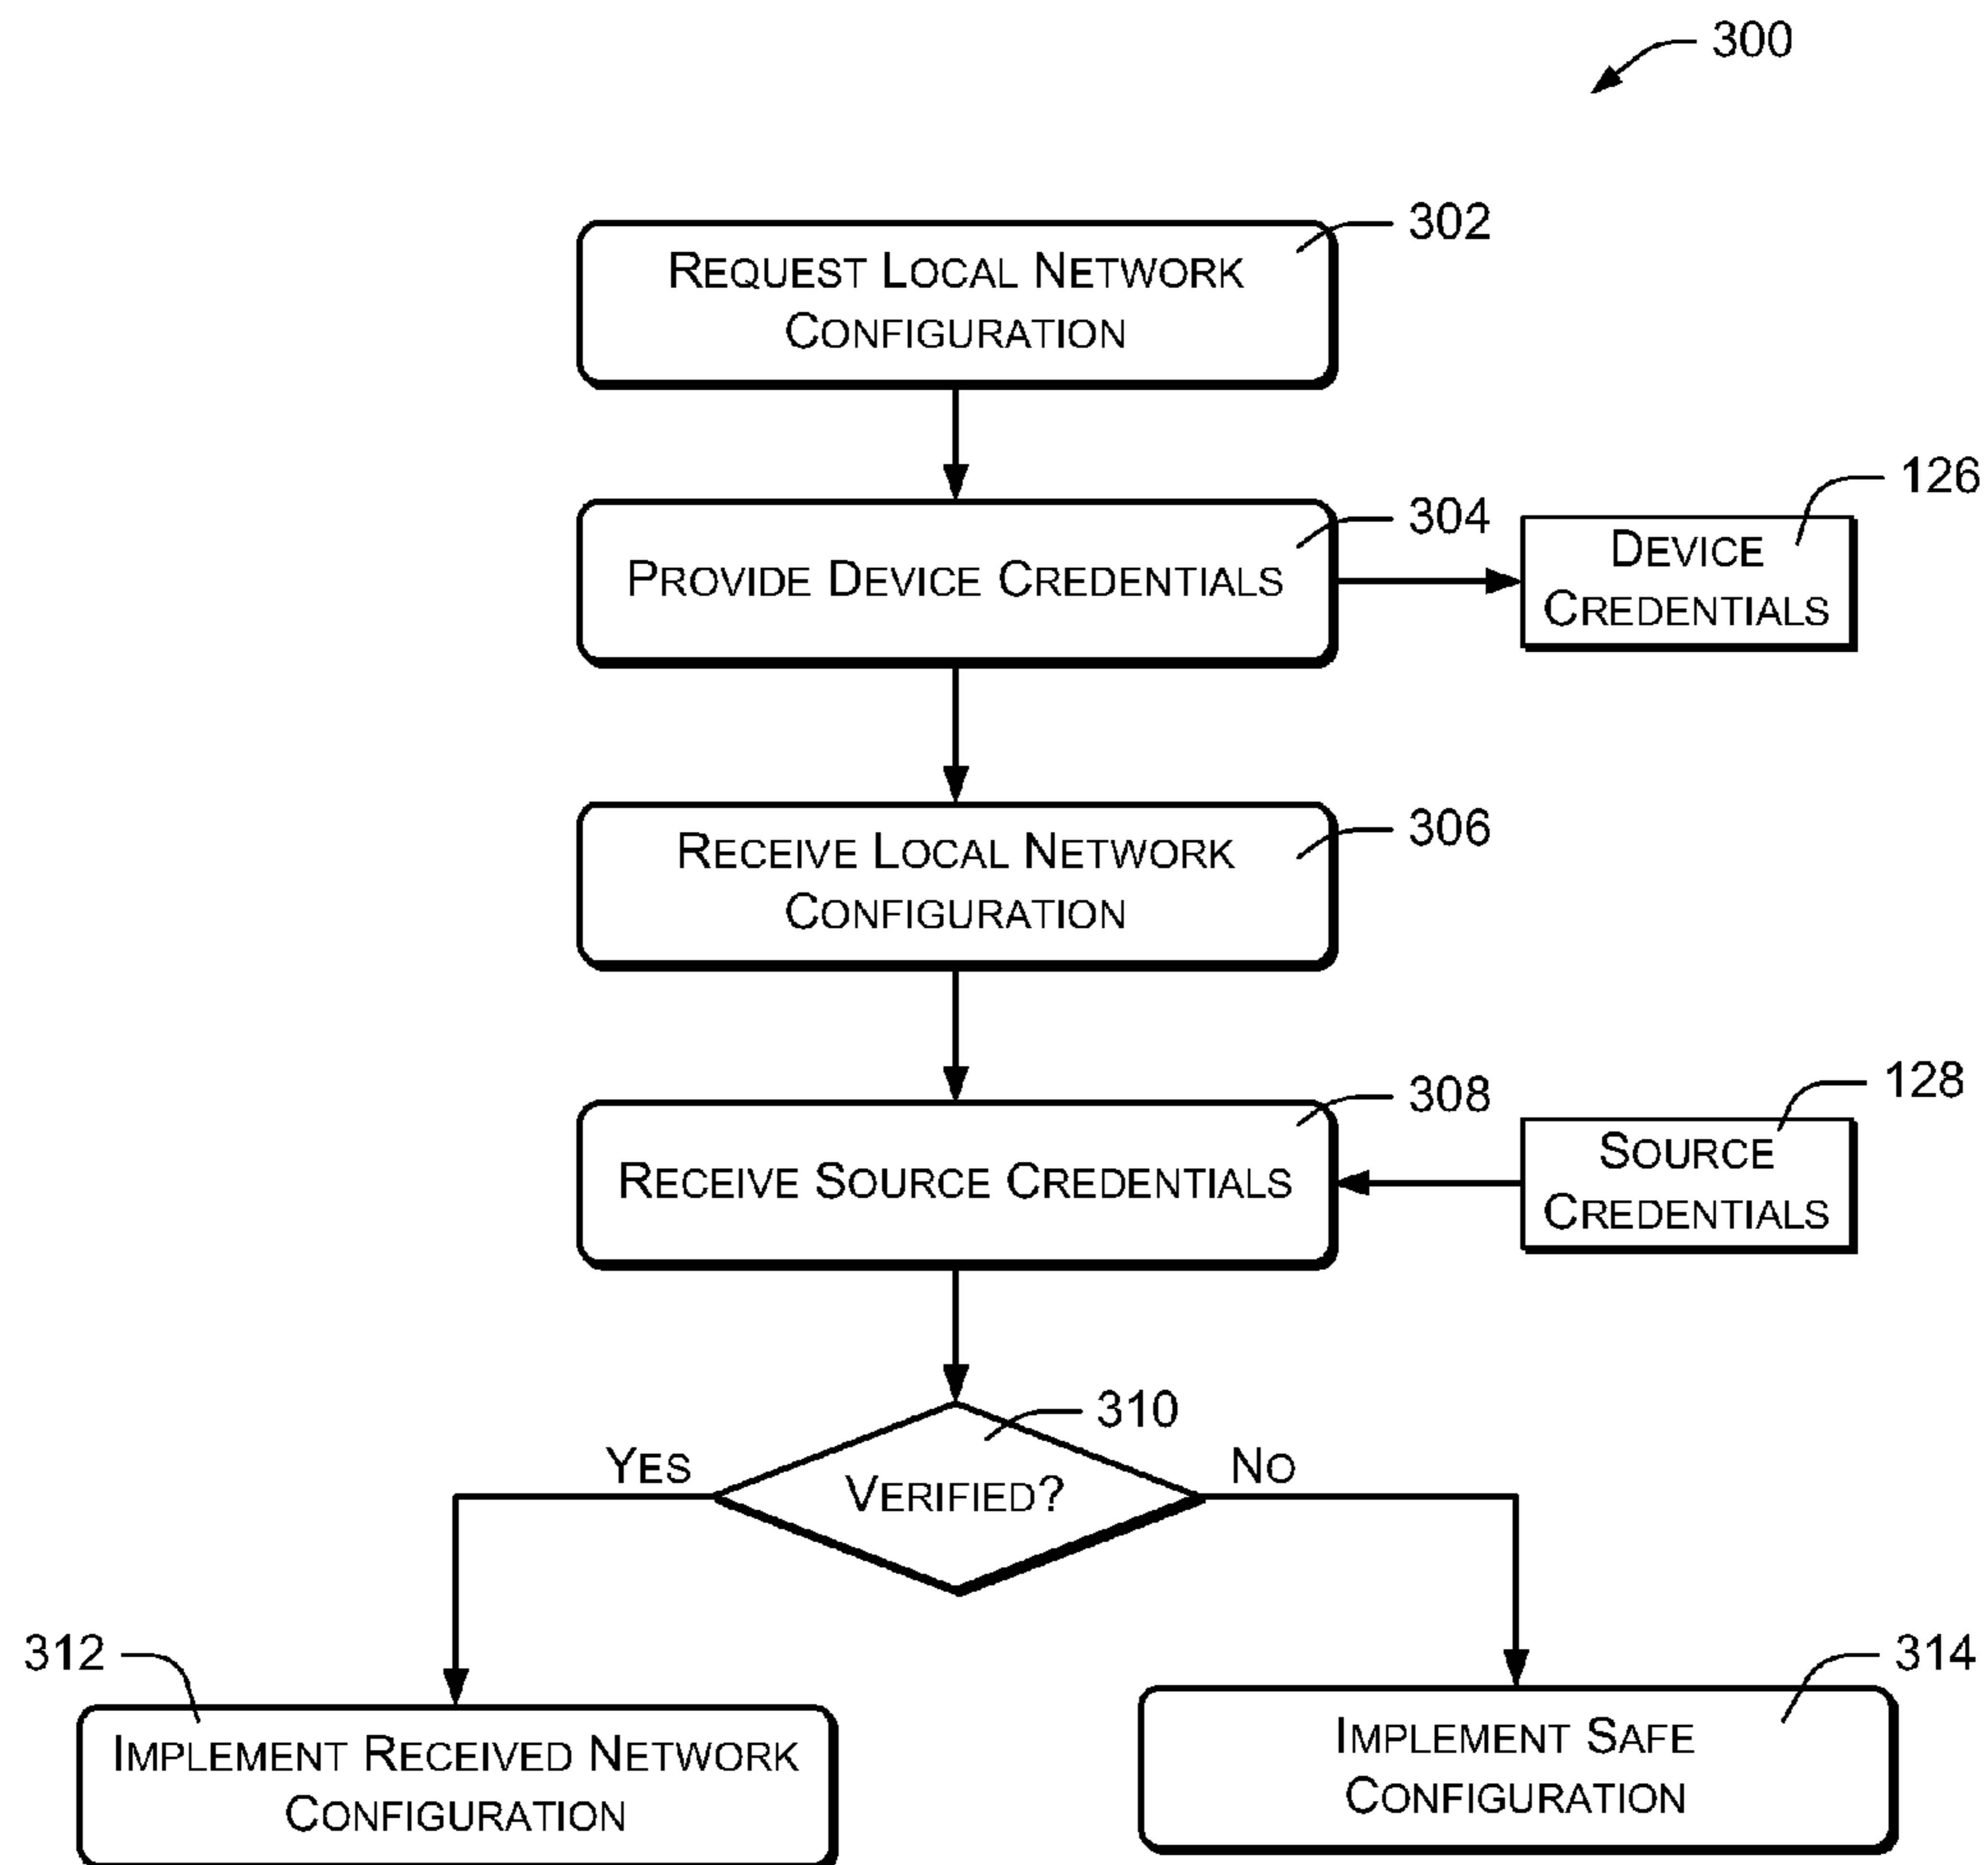 300
302
REQUEST LOCAL NETWORK
CONFIGURATION
126
304
PROVIDE DEVICE CREDENTIALS
DEVICE
CREDENTIALS
306
RECEIVE LOCAL NETWORK
CONFIGURATION
308
128
RECEIVE SOURCE CREDENTIALS
SOURCE
CREDENTIALS
310
YES
VERIFIED?
NO
312
314
IMPLEMENT RECEIVED NETWORK
CONFIGURATION
IMPLEMENT SAFE
CONFIGURATION